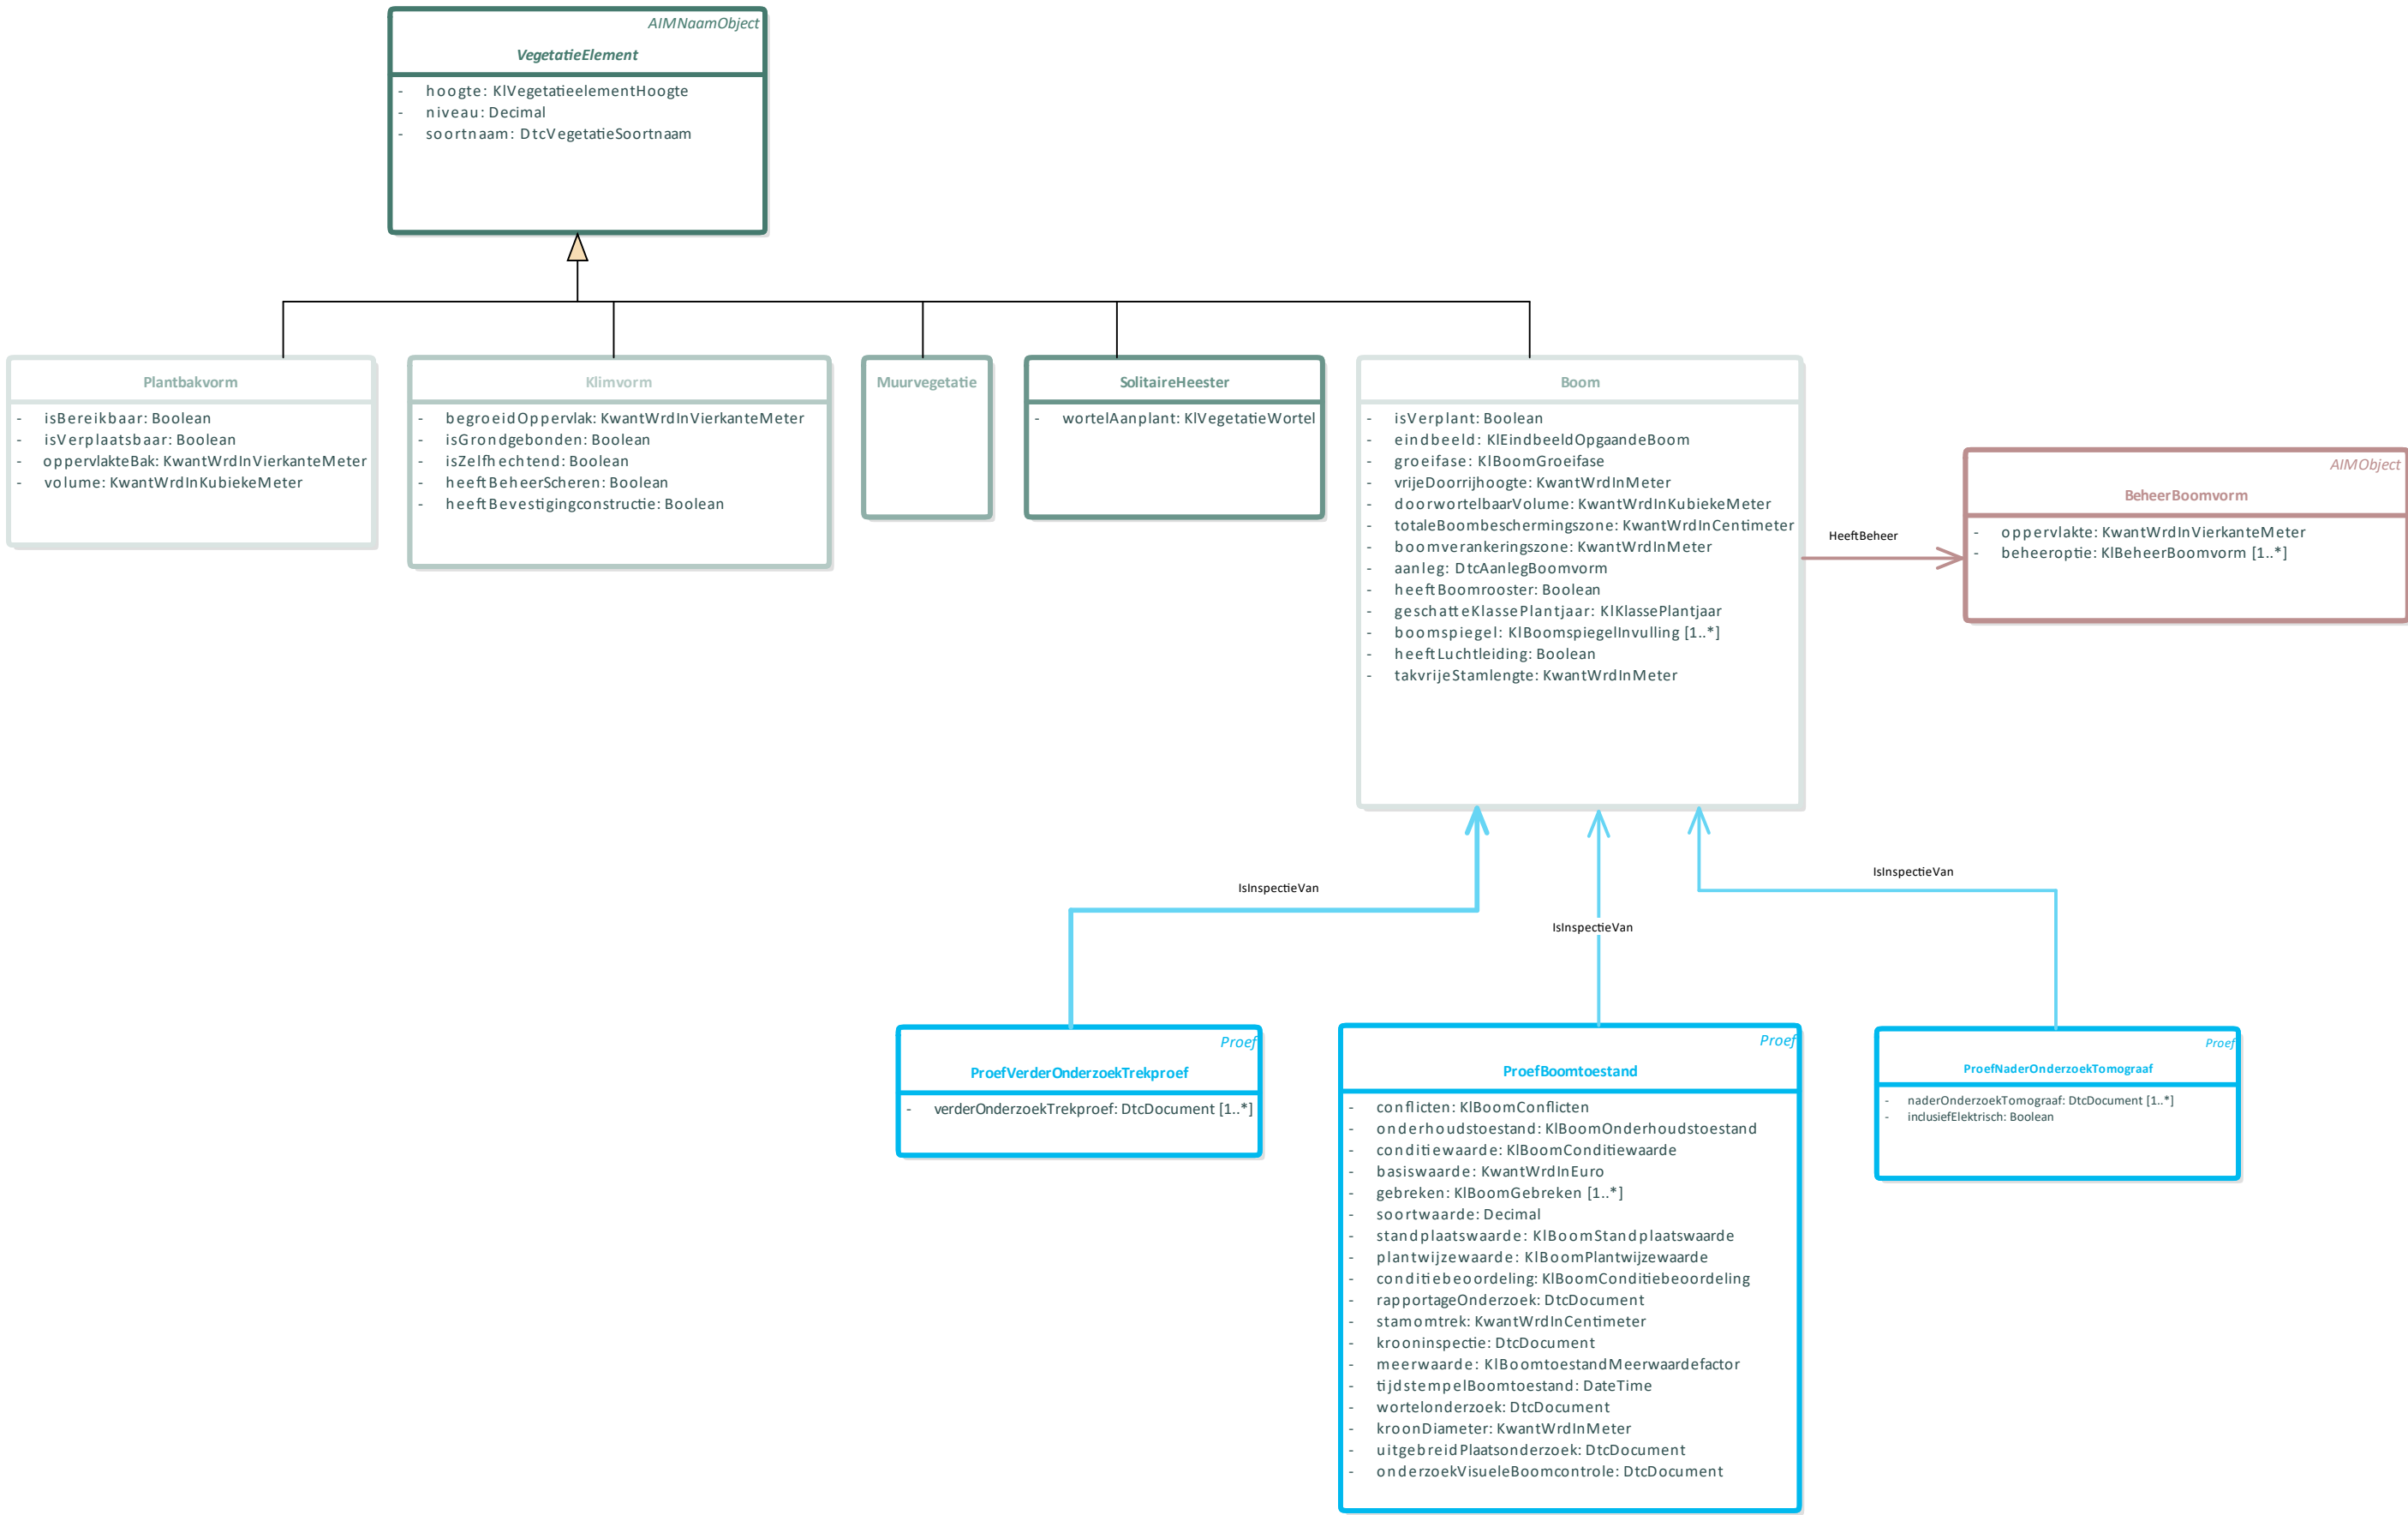 AIMNaamObject
VegetatieElement
- hoogte: KlVegetatieelementHoogte
- niveau: Decimal
- soortnaam: DtcVegetatieSoortnaam
Plantbakvorm
- isBereikbaar: Boolean
- isVerplaatsbaar: Boolean
- oppervlakteBak: KwantWrdInVierkanteMeter
- volume: KwantWrdInKubiekeMeter
Klimvorm
- begroeidOppervlak: KwantWrdInVierkanteMeter
- isGrondgebonden: Boolean
- isZelfhechtend: Boolean
- heeftBeheerScheren: Boolean
- heeftBevestigingconstructie: Boolean
Muurvegetatie
SolitaireHeester
- wortelAanplant: KlVegetatieWortel
Boom
- isVerplant: Boolean
- eindbeeld: KlEindbeeldOpgaandeBoom
- groeifase: KlBoomGroeifase
- vrijeDoorrijhoogte: KwantWrdInMeter
- doorwortelbaarVolume: KwantWrdInKubiekeMeter
- totaleBoombeschermingszone: KwantWrdInCentimeter
- boomverankeringszone: KwantWrdInMeter
- aanleg: DtcAanlegBoomvorm
- heeftBoomrooster: Boolean
- geschatteKlassePlantjaar: KlKlassePlantjaar
- boomspiegel: KlBoomspiegelInvulling [1..*]
- heeftLuchtleiding: Boolean
- takvrijeStamlengte: KwantWrdInMeter
HeeftBeheer
AIMObject
BeheerBoomvorm
- oppervlakte: KwantWrdInVierkanteMeter
- beheeroptie: KlBeheerBoomvorm [1..*]
IsInspectieVan
IsInspectieVan
IsInspectieVan
Proef
ProefVerderOnderzoekTrekproef
- verderOnderzoekTrekproef: DtcDocument [1..*]
Proef
ProefBoomtoestand
- conflicten: KlBoomConflicten
- onderhoudstoestand: KlBoomOnderhoudstoestand
- conditiewaarde: KlBoomConditiewaarde
- basiswaarde: KwantWrdInEuro
- gebreken: KlBoomGebreken [1..*]
- soortwaarde: Decimal
- standplaatswaarde: KlBoomStandplaatswaarde
- plantwijzewaarde: KlBoomPlantwijzewaarde
- conditiebeoordeling: KlBoomConditiebeoordeling
- rapportageOnderzoek: DtcDocument
- stamomtrek: KwantWrdInCentimeter
- krooninspectie: DtcDocument
- meerwaarde: KlBoomtoestandMeerwaardefactor
- tijdstempelBoomtoestand: DateTime
- wortelonderzoek: DtcDocument
- kroonDiameter: KwantWrdInMeter
- uitgebreidPlaatsonderzoek: DtcDocument
- onderzoekVisueleBoomcontrole: DtcDocument
Proef
ProefNaderOnderzoekTomograaf
- naderOnderzoekTomograaf: DtcDocument [1..*]
- inclusiefElektrisch: Boolean